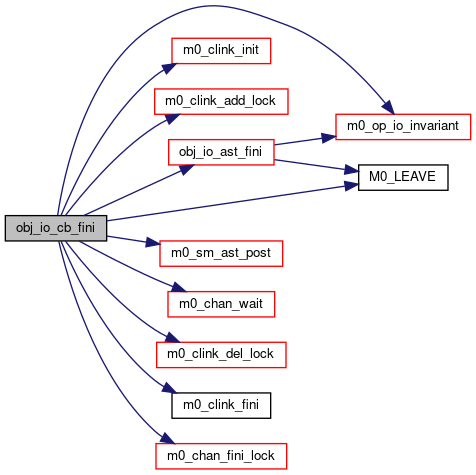 m0_clink_init
m0_clink_add_lock
m0_op_io_invariant
obj_io_ast_fini
M0_LEAVE
obj_io_cb_fini
m0_sm_ast_post
m0_chan_wait
m0_clink_del_lock
m0_clink_fini
m0_chan_fini_lock